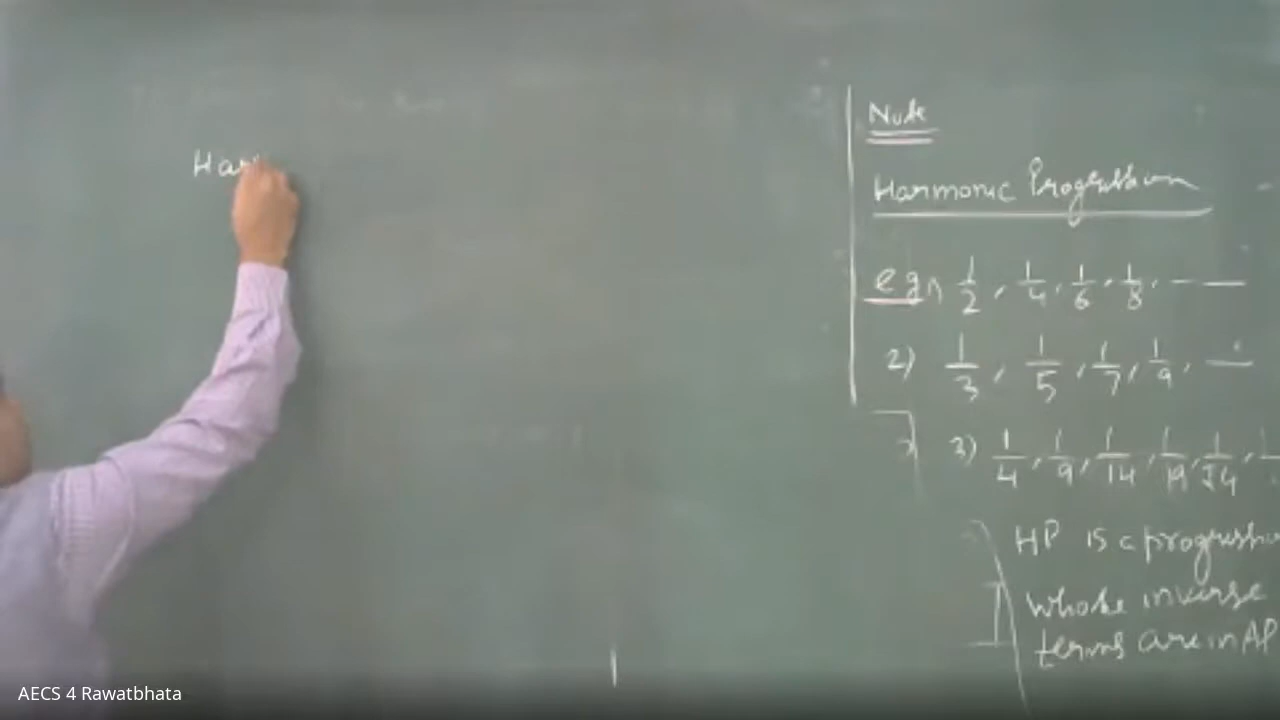 Har
Note
Harmonic Progression
eg 1) 1/2, 1/4, 1/6, 1/8, - —
2) 1/3, 1/5, 1/7, 1/9, —
3) 1/4, 1/9, 1/14, 1/19, 1/24,
HP is a progression
whose inverse
terms are in AP
AECS 4 Rawatbhata